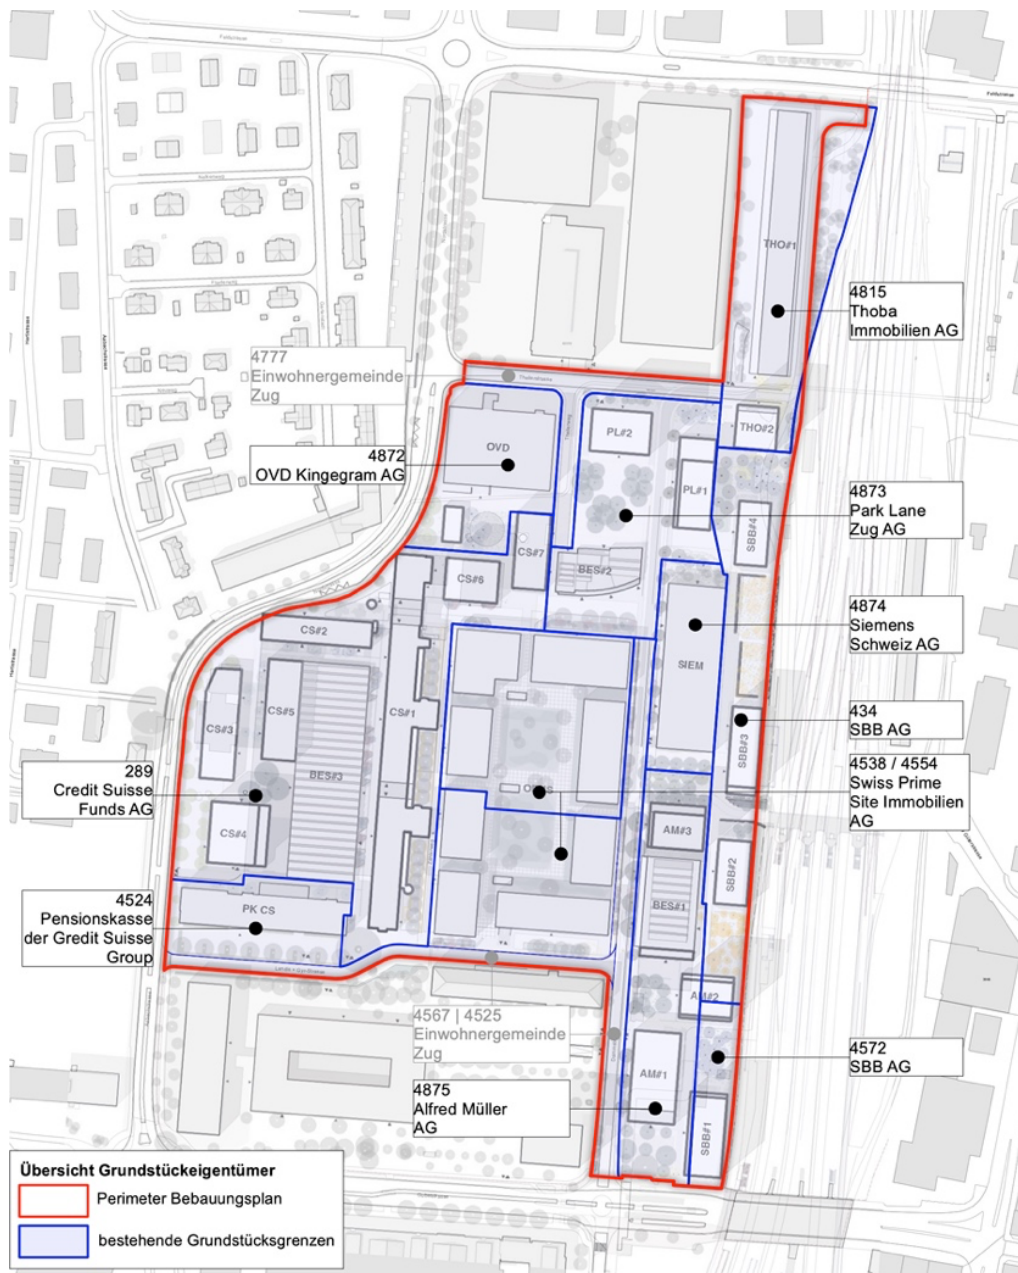 Feldstrasse
THO#1
4815
Thoba
Immobilien AG
4777
Einwohnergemeinde
Zug
THO#2
PL#2
OVD
4872
OVD Kingegram AG
PL#1
4873
Park Lane
Zug AG
SBB#4
CS#7
BES#2
CS#6
4874
Siemens
Schweiz AG
CS#2
SIEM
CS#3
CS#5
CS#1
434
SBB AG
SBB#3
289
Credit Suisse
Funds AG
BES#3
4538 / 4554
Swiss Prime
Site Immobilien
AG
CS#4
AM#3
SBB#2
4524
Pensionskasse
der Gredit Suisse
Group
PK CS
BES#1
AM#2
4567 | 4525
Einwohnergemeinde
Zug
4572
SBB AG
AM#1
4875
Alfred Müller
AG
SBB#1
Übersicht Grundstückeigentümer
Perimeter Bebauungsplan
bestehende Grundstücksgrenzen